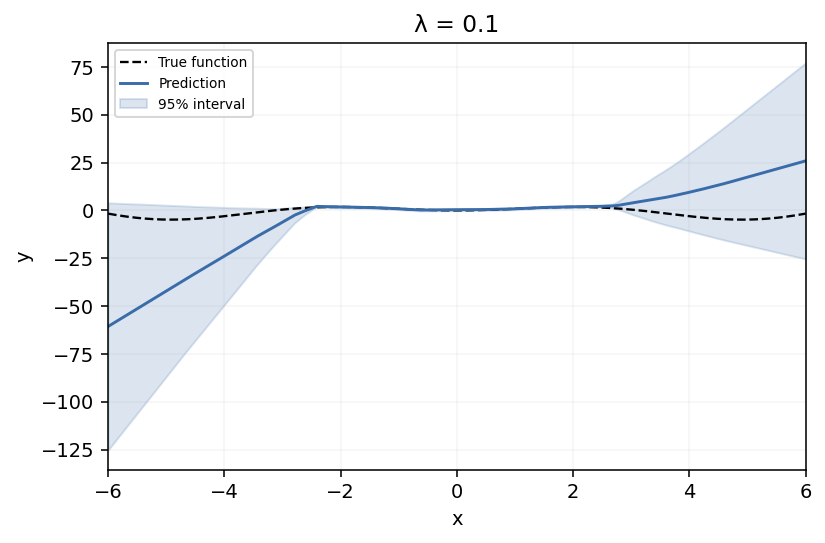 λ = 0.1
True function
Prediction
95% interval
75
50
25
0
−25
−50
−75
−100
−125
y
−6 −4 −2 0 2 4 6
x